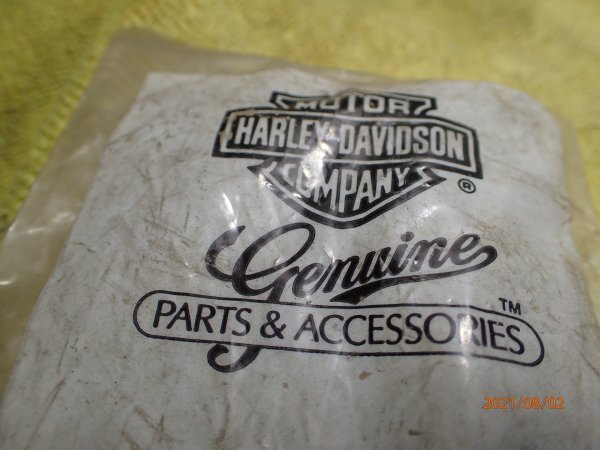 MOTOR
HARLEY-DAVIDSON
COMPANY
®
Genuine
PARTS & ACCESSORIES
TM
2021/08/02